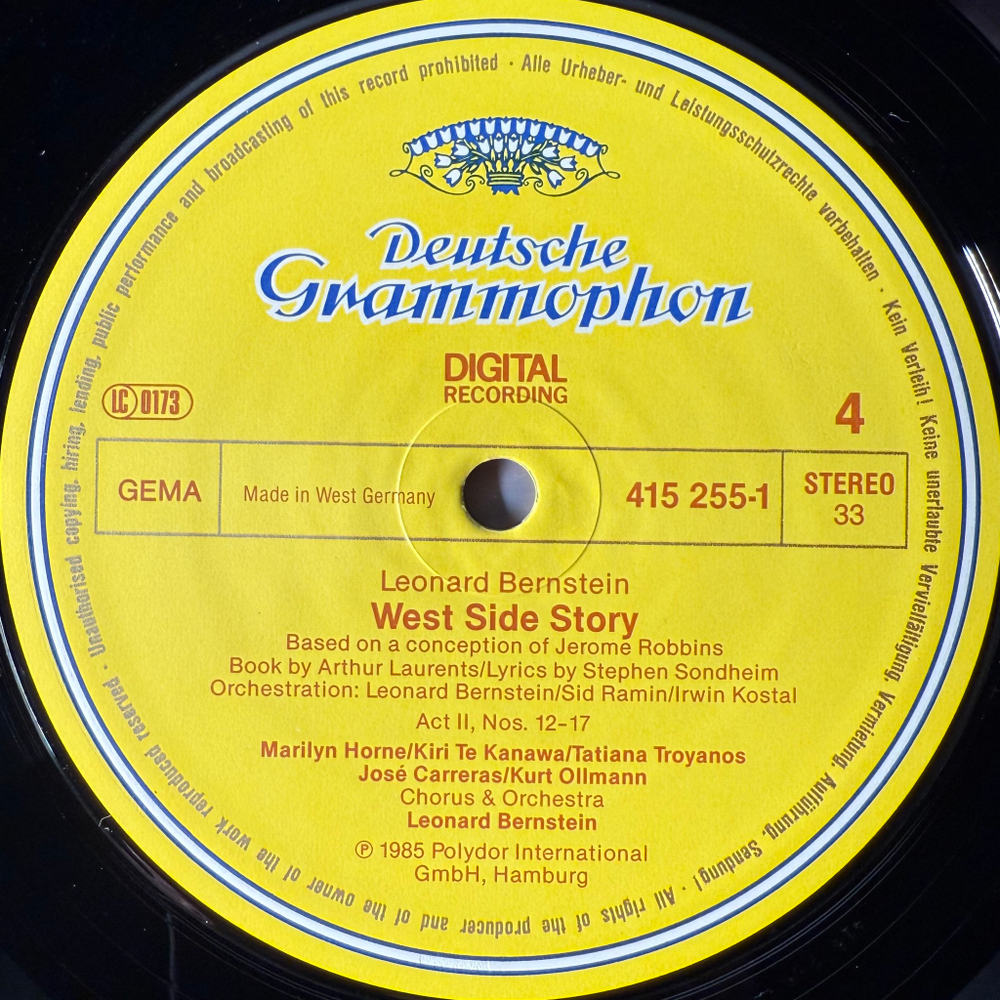 Alle Urheber- und Leistungsschutzrechte vorbehalten · Kein Verleih! Keine unerlaubte Vervielfältigung, Vermietung, Aufführung, Sendung! · All rights of the producer and of the owner of the work reproduced reserved · Unauthorised copying, hiring, lending, public performance and broadcasting of this record prohibited ·
Deutsche
Grammophon
DIGITAL
RECORDING
LC 0173
4
GEMA
Made in West Germany
415 255-1
STEREO
33
Leonard Bernstein
West Side Story
Based on a conception of Jerome Robbins
Book by Arthur Laurents/Lyrics by Stephen Sondheim
Orchestration: Leonard Bernstein/Sid Ramin/Irwin Kostal
Act II, Nos. 12-17
Marilyn Horne/Kiri Te Kanawa/Tatiana Troyanos
José Carreras/Kurt Ollmann
Chorus & Orchestra
Leonard Bernstein
℗ 1985 Polydor International
GmbH, Hamburg